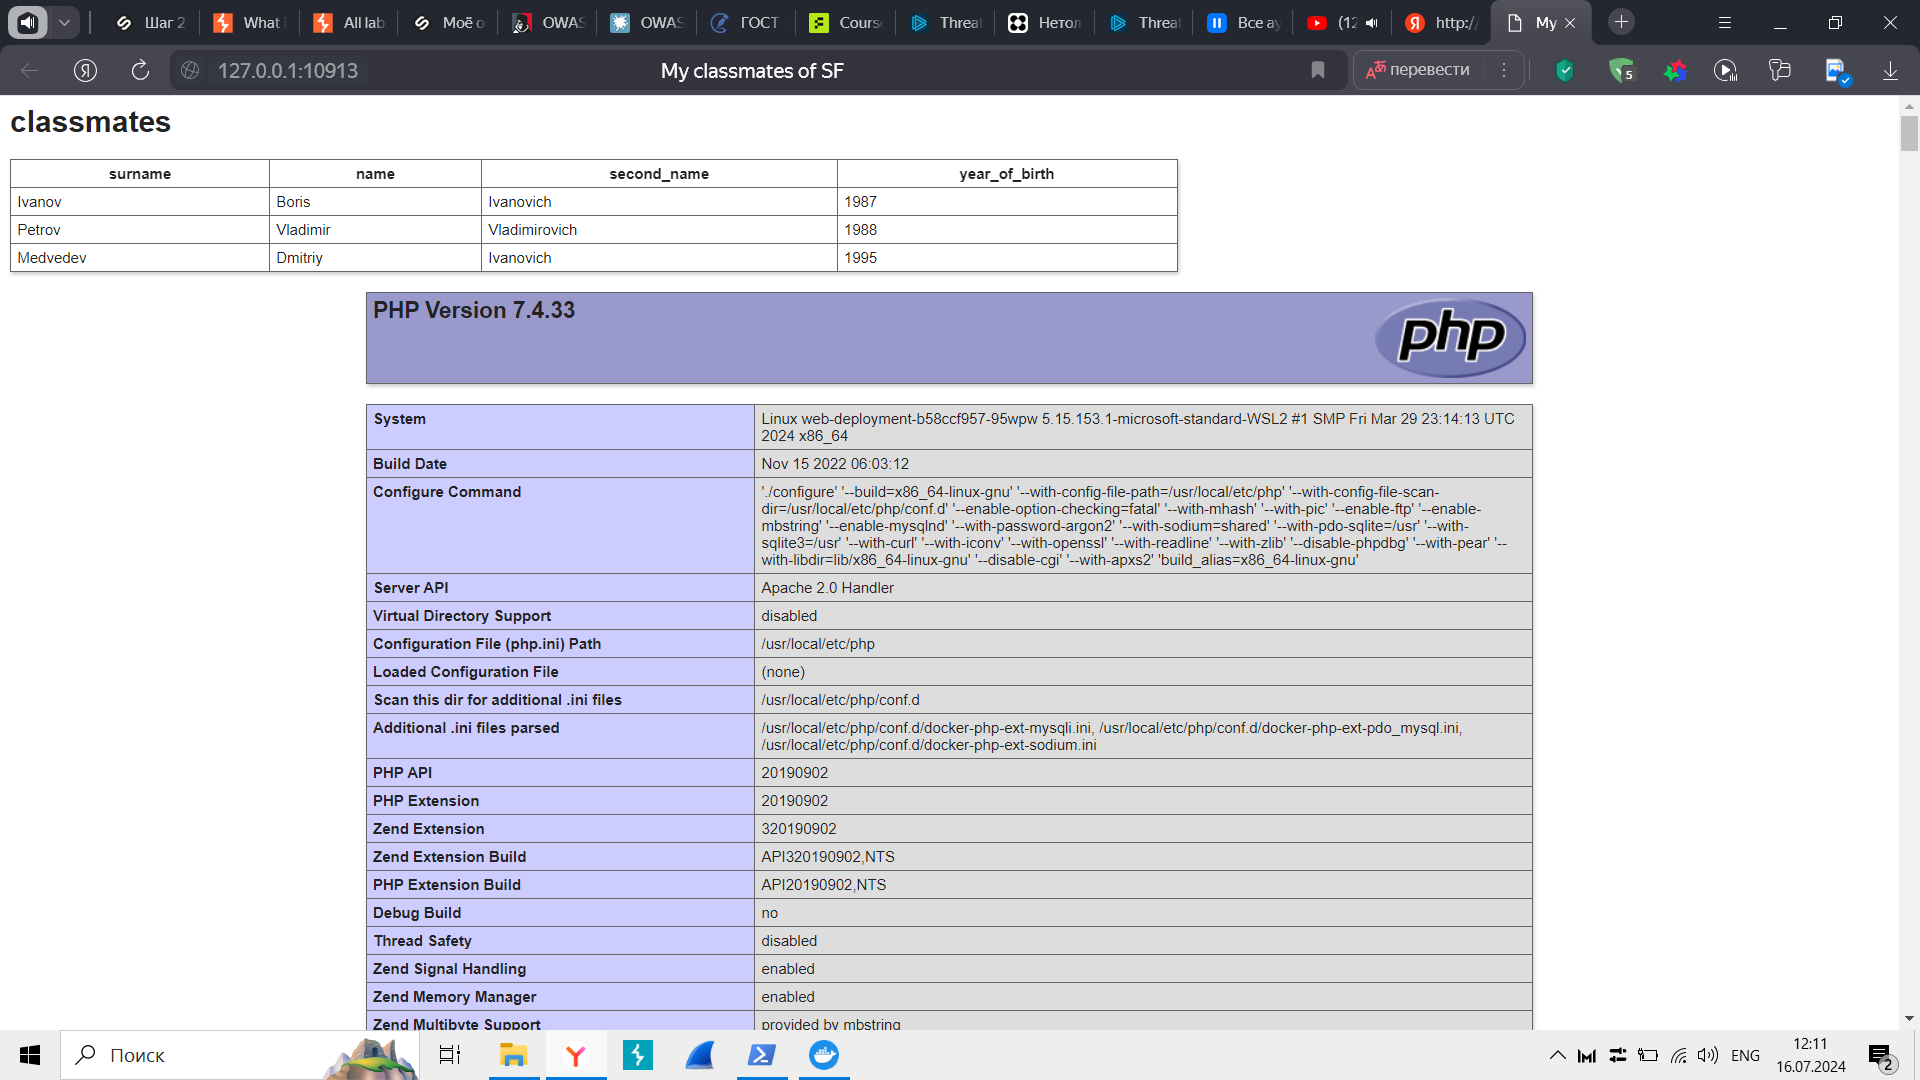 Шаг 2
What i
All lab
Моё о
OWAS
OWAS
ГОСТ
Course
Threat
Нетол
Threat
Все ау
(12
http:/
My
127.0.0.1:10913
My classmates of SF
перевести
5
classmates
surname name second_name year_of_birth
Ivanov Boris Ivanovich 1987
Petrov Vladimir Vladimirovich 1988
Medvedev Dmitriy Ivanovich 1995
PHP Version 7.4.33
php
System Linux web-deployment-b58ccf957-95wpw 5.15.153.1-microsoft-standard-WSL2 #1 SMP Fri Mar 29 23:14:13 UTC
2024 x86_64
Build Date Nov 15 2022 06:03:12
Configure Command './configure' '--build=x86_64-linux-gnu' '--with-config-file-path=/usr/local/etc/php' '--with-config-file-scan-
dir=/usr/local/etc/php/conf.d' '--enable-option-checking=fatal' '--with-mhash' '--with-pic' '--enable-ftp' '--enable-
mbstring' '--enable-mysqlnd' '--with-password-argon2' '--with-sodium=shared' '--with-pdo-sqlite=/usr' '--with-
sqlite3=/usr' '--with-curl' '--with-iconv' '--with-openssl' '--with-readline' '--with-zlib' '--disable-phpdbg' '--with-pear' '--
with-libdir=lib/x86_64-linux-gnu' '--disable-cgi' '--with-apxs2' 'build_alias=x86_64-linux-gnu'
Server API Apache 2.0 Handler
Virtual Directory Support disabled
Configuration File (php.ini) Path /usr/local/etc/php
Loaded Configuration File (none)
Scan this dir for additional .ini files /usr/local/etc/php/conf.d
Additional .ini files parsed /usr/local/etc/php/conf.d/docker-php-ext-mysqli.ini, /usr/local/etc/php/conf.d/docker-php-ext-pdo_mysql.ini,
/usr/local/etc/php/conf.d/docker-php-ext-sodium.ini
PHP API 20190902
PHP Extension 20190902
Zend Extension 320190902
Zend Extension Build API320190902,NTS
PHP Extension Build API20190902,NTS
Debug Build no
Thread Safety disabled
Zend Signal Handling enabled
Zend Memory Manager enabled
Zend Multibyte Support provided by mbstring
Поиск
ENG
12:11
16.07.2024
2